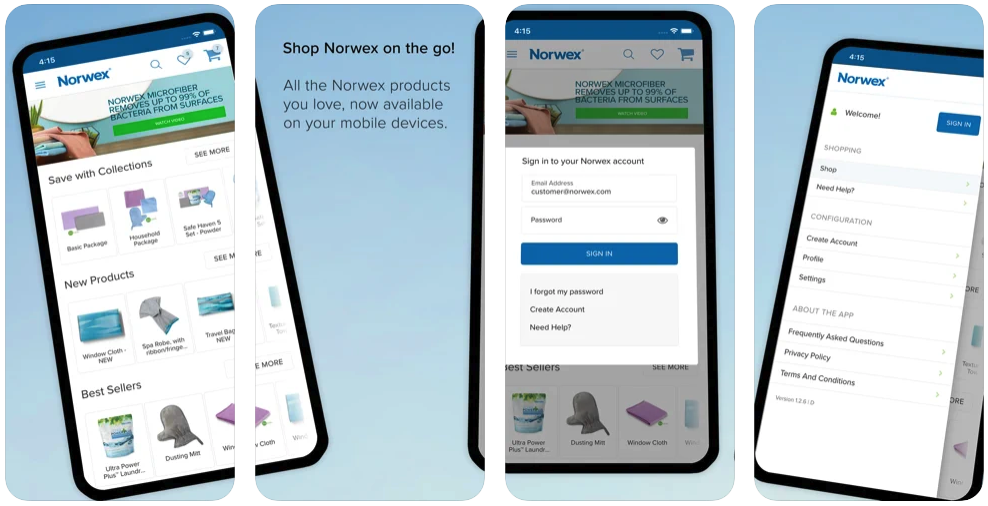 4:15
Norwex
NORWEX MICROFIBER
REMOVES UP TO 99% OF
BACTERIA FROM SURFACES
WATCH VIDEO
Save with Collections
SEE MORE
Basic Package
Household
Package
Safe Haven 5
Set - Powder
New Products
SEE M
RE
Window Cloth -
NEW
Spa Robe, with
ribbon/fringe...
Travel Bag
NEW
Best Sellers
E MORE
Ultra Power
Plus™ Laundr...
Dusting Mitt
Window Cloth
Shop Norwex on the go!
All the Norwex products
you love, now available
on your mobile devices.
4:15
Norwex
NORWEX MICROFIBER
REMOVES UP TO 99% OF
BACTERIA FROM SURFACES
WATCH VIDEO
Sign in to your Norwex account
Email Address
customer@norwex.com
Password
SIGN IN
I forgot my password
Create Account
Need Help?
Best Sellers
SEE MORE
Ultra Power
Plus™ Laundr...
Dusting Mitt
Window Cloth
4:15
Norwex
Welcome!
SIGN IN
SHOPPING
Shop
Need Help?
CONFIGURATION
Create Account
Profile
Settings
ABOUT THE APP
Frequently Asked Questions
Privacy Policy
Terms And Conditions
Version 1.2.6 | D